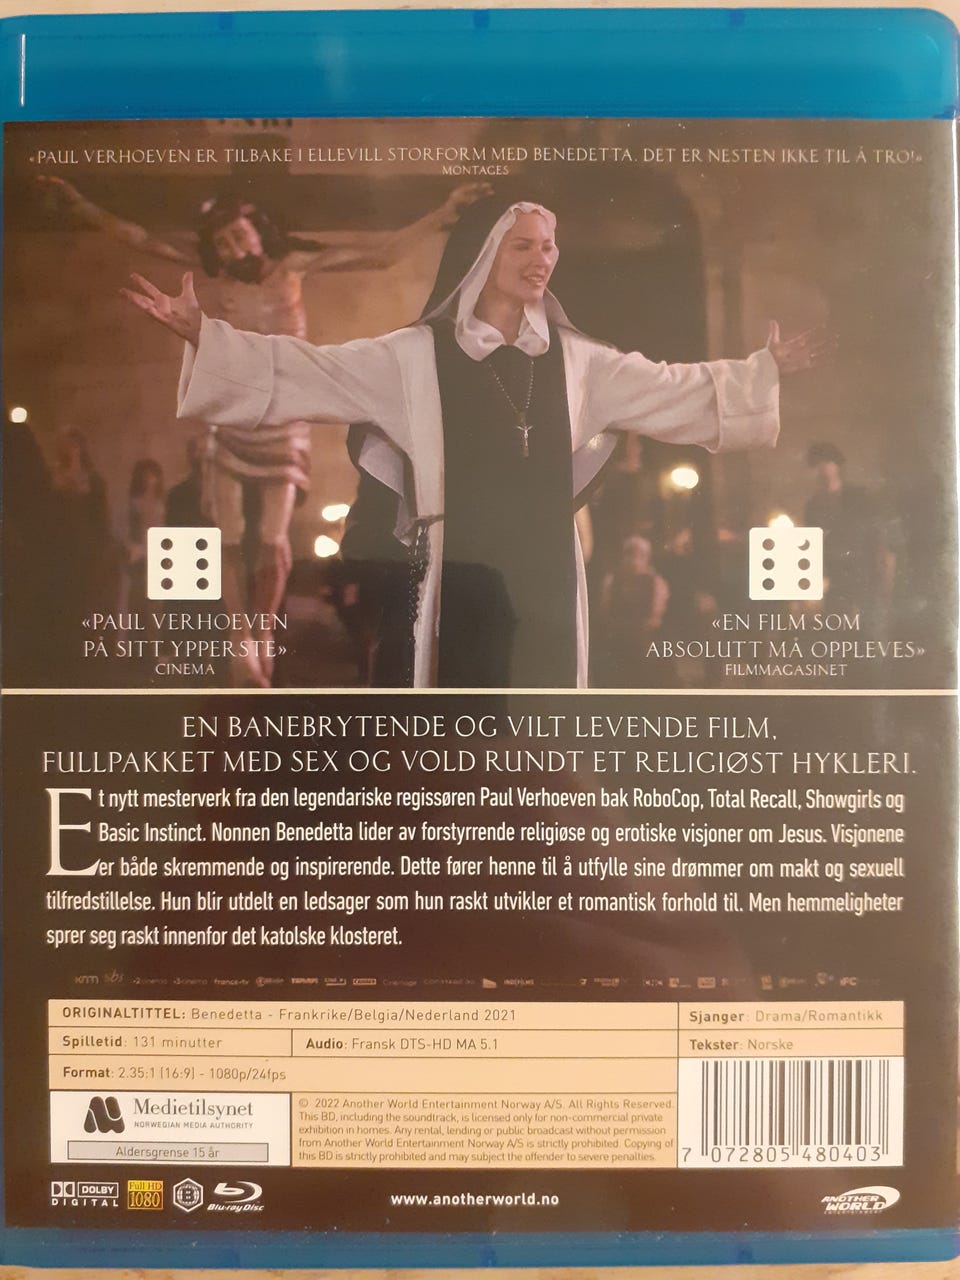 «PAUL VERHOEVEN ER TILBAKE I ELLEVILL STORFORM MED BENEDETTA. DET ER NESTEN IKKE TIL Å TRO!»
MONTAGES
«PAUL VERHOEVEN
PÅ SITT YPPERSTE»
CINEMA
«EN FILM SOM
ABSOLUTT MÅ OPPLEVES»
FILMMAGASINET
EN BANEBRYTENDE OG VILT LEVENDE FILM,
FULLPAKKET MED SEX OG VOLD RUNDT ET RELIGIØST HYKLERI.
Et nytt mesterverk fra den legendariske regissøren Paul Verhoeven bak RoboCop, Total Recall, Showgirls og
Basic Instinct. Nonnen Benedetta lider av forstyrrende religiøse og erotiske visjoner om Jesus. Visjonene
er både skremmende og inspirerende. Dette fører henne til å utfylle sine drømmer om makt og sexuell
tilfredstillelse. Hun blir utdelt en ledsager som hun raskt utvikler et romantisk forhold til. Men hemmeligheter
sprer seg raskt innenfor det katolske klosteret.
sbs
france•tv
ORIGINALTITTEL: Benedetta - Frankrike/Belgia/Nederland 2021
Sjanger: Drama/Romantikk
Spilletid: 131 minutter
Audio: Fransk DTS-HD MA 5.1
Tekster: Norske
Format: 2.35:1 (16:9) - 1080p/24fps
Medietilsynet
NORWEGIAN MEDIA AUTHORITY
Aldersgrense 15 år
© 2022 Another World Entertainment Norway A/S. All Rights Reserved.
This BD, including the soundtrack, is licensed only for non-commercial private
exhibition in homes. Any rental, lending or public broadcast without permission
from Another World Entertainment Norway A/S is strictly prohibited. Copying of
this BD is strictly prohibited and may subject the offender to severe penalties.
7 072805 480403
DOLBY
DIGITAL
Full HD
1080
B
Blu-ray Disc
www.anotherworld.no
ANOTHER
WORLD
ENTERTAINMENT